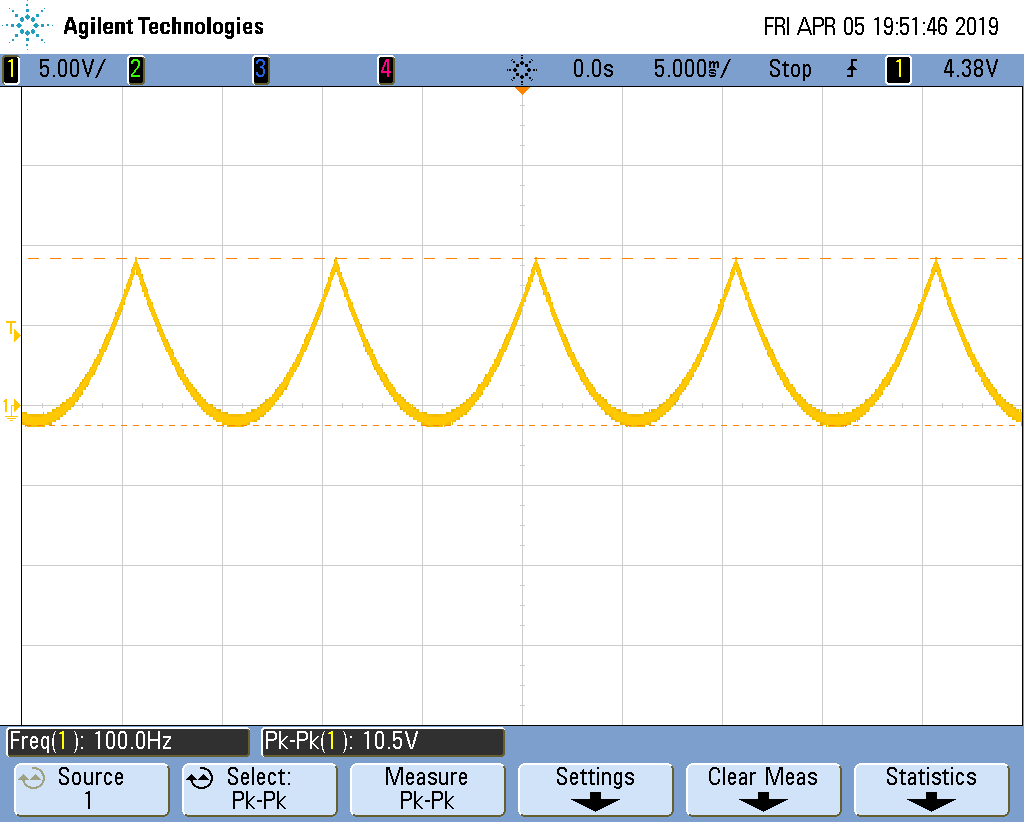 Agilent Technologies FRI APR 05 19:51:46 2019
1 5.00V/ 2 3 4 0.0s 5.000ms/ Stop 1 4.38V
T
1
Freq(1): 100.0Hz Pk-Pk(1): 10.5V
Source Select: Measure Settings Clear Meas Statistics
1 Pk-Pk Pk-Pk